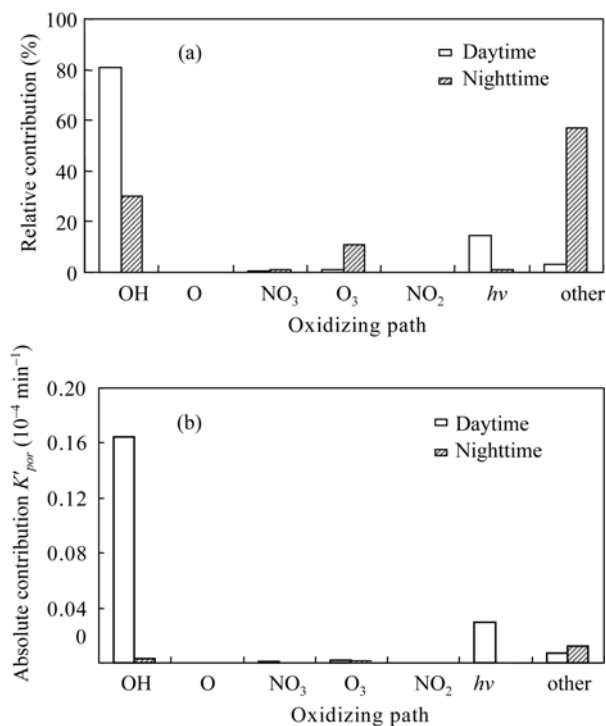 100
80
60
40
20
0
Relative contribution (%)
(a)
Daytime
Nighttime
OH O NO₃ O₃ NO₂ hv other
Oxidizing path
0.20
0.16
0.12
0.08
0.04
0
Absolute contribution K'ₚₒᵣ (10⁻⁴ min⁻¹)
(b)
Daytime
Nighttime
OH O NO₃ O₃ NO₂ hv other
Oxidizing path